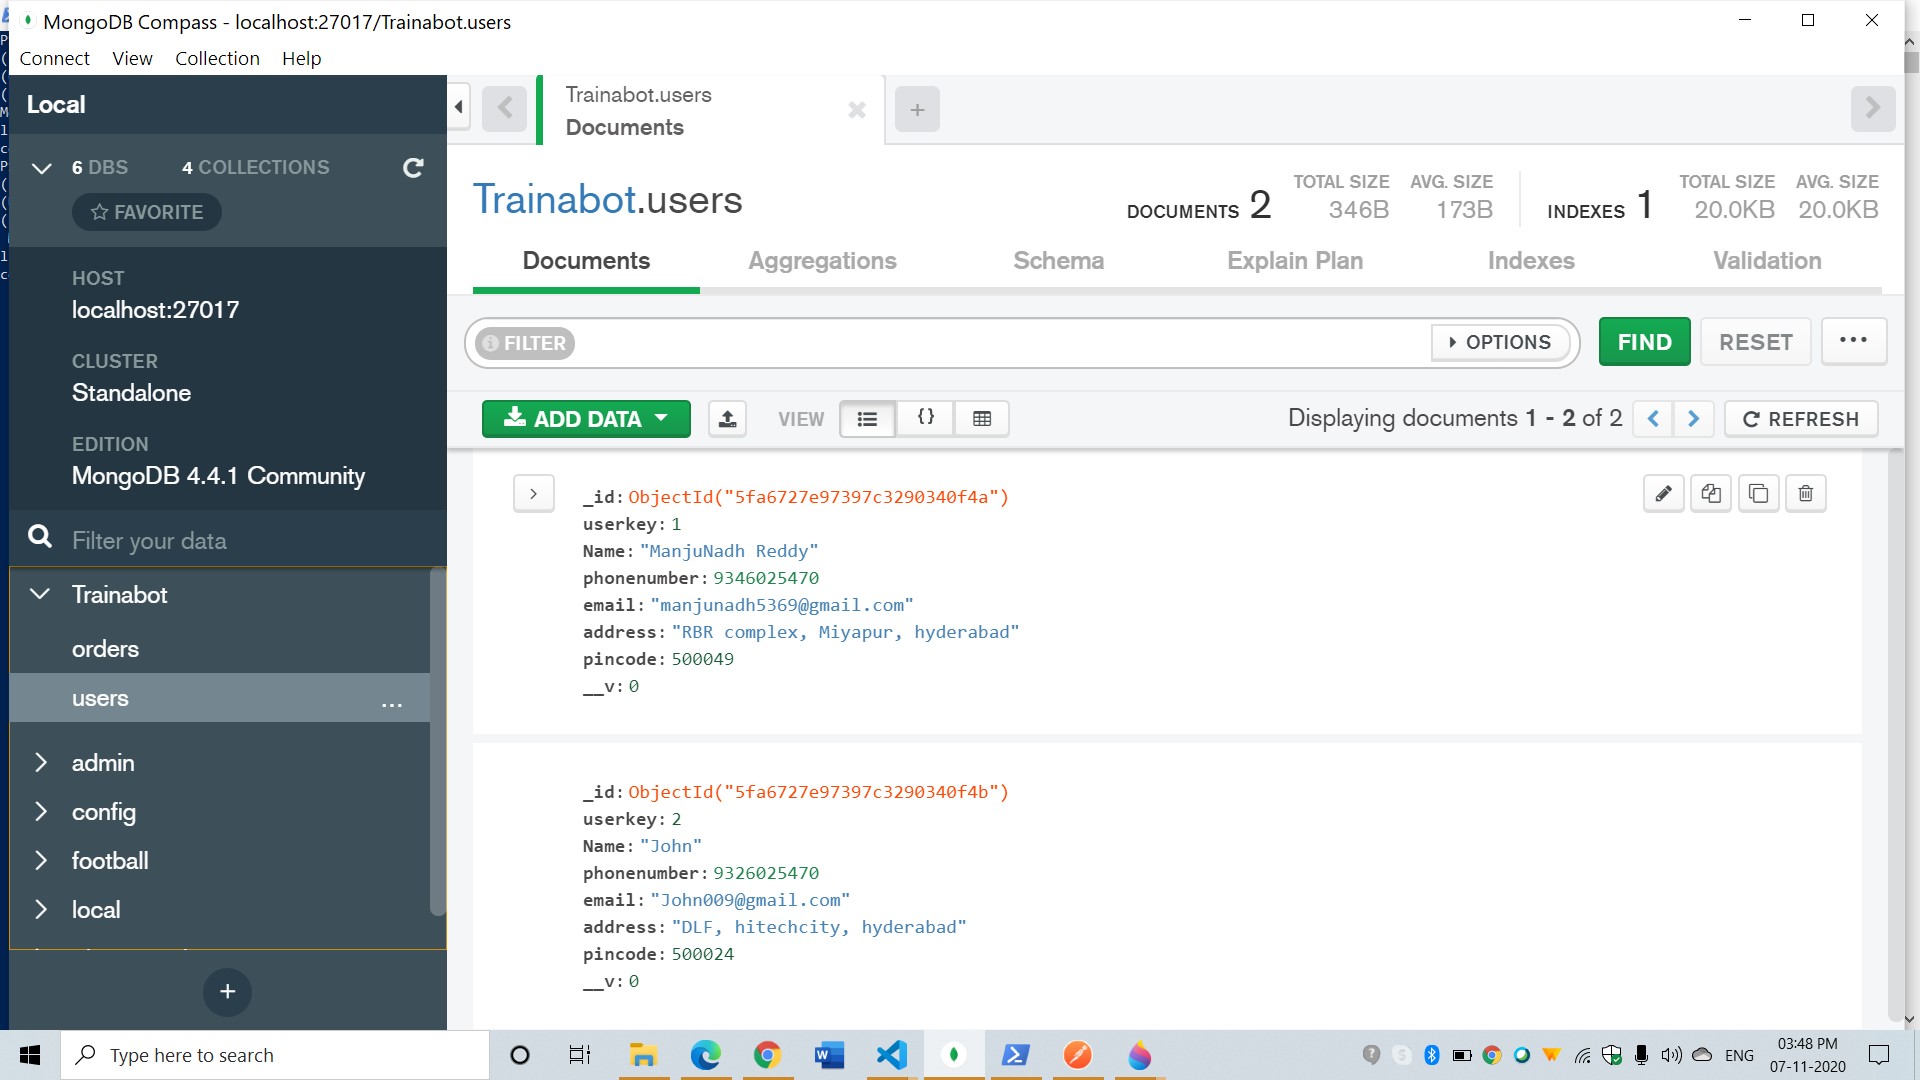 MongoDB Compass - localhost:27017/Trainabot.users
Connect View Collection Help
Local
6 DBS 4 COLLECTIONS
FAVORITE
HOST
localhost:27017
CLUSTER
Standalone
EDITION
MongoDB 4.4.1 Community
Filter your data
Trainabot
orders
users ...
admin
config
football
local
+
Trainabot.users
Documents
+
Trainabot.users
DOCUMENTS 2
TOTAL SIZE AVG. SIZE
346B 173B
INDEXES 1
TOTAL SIZE AVG. SIZE
20.0KB 20.0KB
Documents Aggregations Schema Explain Plan Indexes Validation
FILTER OPTIONS FIND RESET ...
ADD DATA VIEW {} Displaying documents 1 - 2 of 2 REFRESH
_id: ObjectId("5fa6727e97397c3290340f4a")
userkey: 1
Name: "ManjuNadh Reddy"
phonenumber: 9346025470
email: "manjunadh5369@gmail.com"
address: "RBR complex, Miyapur, hyderabad"
pincode: 500049
__v: 0
_id: ObjectId("5fa6727e97397c3290340f4b")
userkey: 2
Name: "John"
phonenumber: 9326025470
email: "John009@gmail.com"
address: "DLF, hitechcity, hyderabad"
pincode: 500024
__v: 0
Type here to search
ENG
03:48 PM
07-11-2020